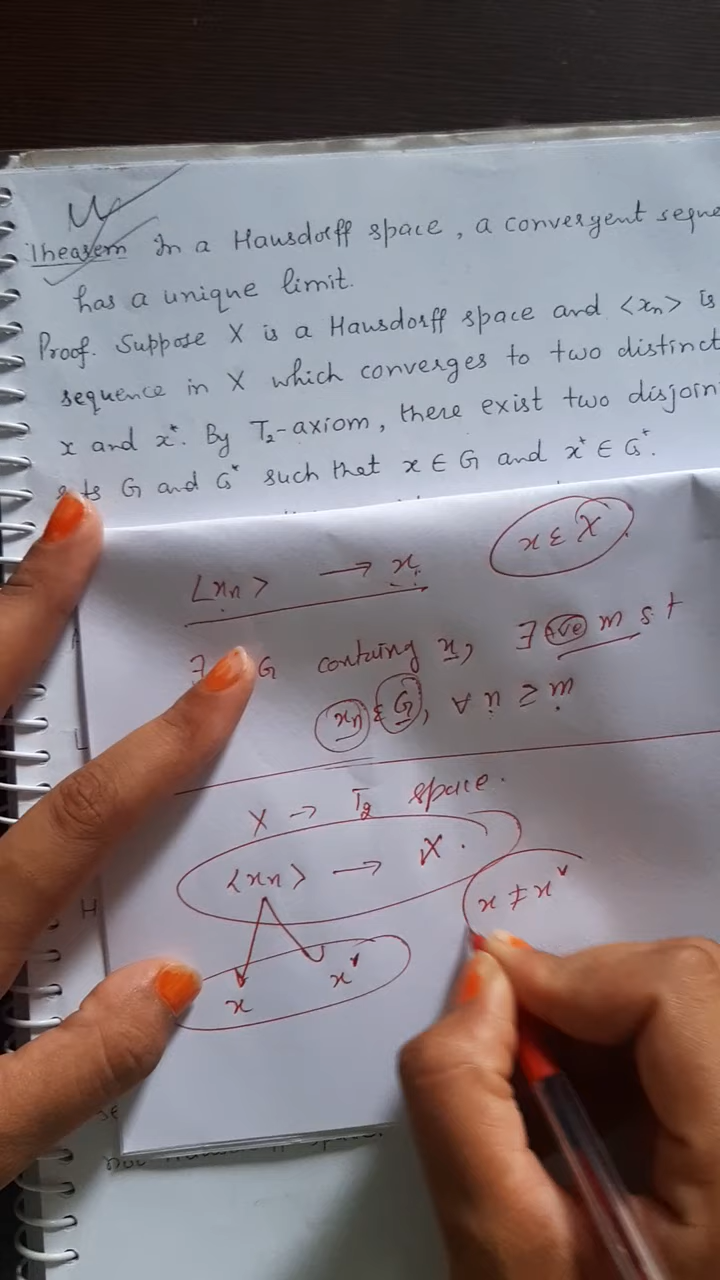 Theorem In a Hausdorff space, a convergent seque
has a unique limit.
Proof. Suppose X is a Hausdorff space and <xn> is
sequence in X which converges to two distinct
x and x*. By T2-axiom, there exist two disjoin
sets G and G* such that x ∈ G and x* ∈ G*.
<xn> → x x ∈ X
G containg x, ∃ +ve m s t
xn ∈ G, ∀ n ≥ m
X → T2 space.
<xn> → X.
x ≠ x*
x x*
H